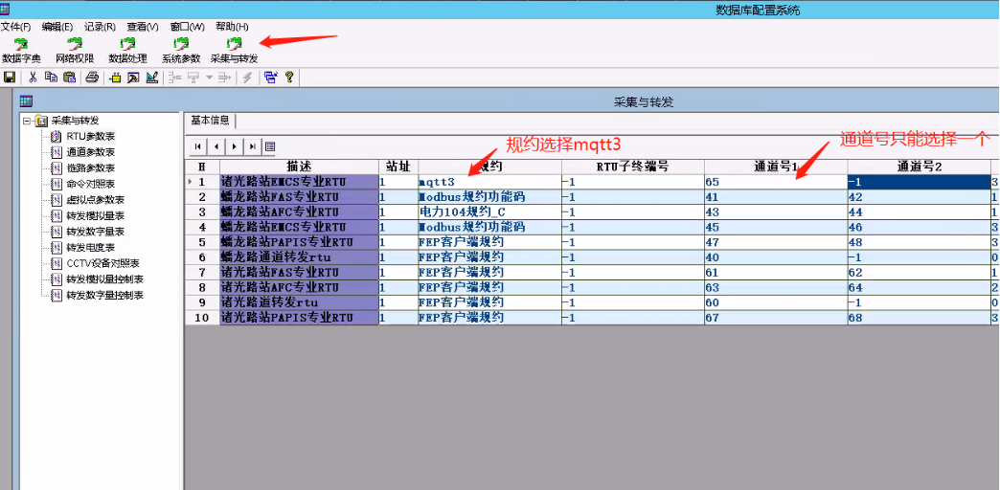 数据库配置系统
文件(F) 编辑(E) 记录(R) 查看(V) 窗口(W) 帮助(H)
数据字典 网络权限 数据处理 系统参数 采集与转发
采集与转发
采集与转发
RTU参数表
通道参数表
链路参数表
命令对照表
虚拟点参数表
转发模拟量表
转发数字量表
转发电度表
CCTV设备对照表
转发模拟量控制表
转发数字量控制表
基本信息
规约选择mqtt3
通道号只能选择一个
H 描述 站址 规约 RTU子终端号 通道号1 通道号2
1 诸光路站EMCS专业RTU 1 mqtt3 -1 65 -1 3
2 蟠龙路站FAS专业RTU 1 Modbus规约功能码 -1 41 42 1
3 蟠龙路站AFC专业RTU 1 电力104规约_C -1 43 44 1
4 蟠龙路站EMCS专业RTU 1 Modbus规约功能码 -1 45 46 3
5 蟠龙路站PAPIS专业RTU 1 FEP客户端规约 -1 47 48 3
6 蟠龙路通道转发rtu 1 FEP客户端规约 -1 40 -1 0
7 诸光路站FAS专业RTU 1 FEP客户端规约 -1 61 62 1
8 诸光路站AFC专业RTU 1 FEP客户端规约 -1 63 64 2
9 诸光路道转发rtu 1 FEP客户端规约 -1 60 -1 0
10 诸光路站PAPIS专业RTU 1 FEP客户端规约 -1 67 68 3